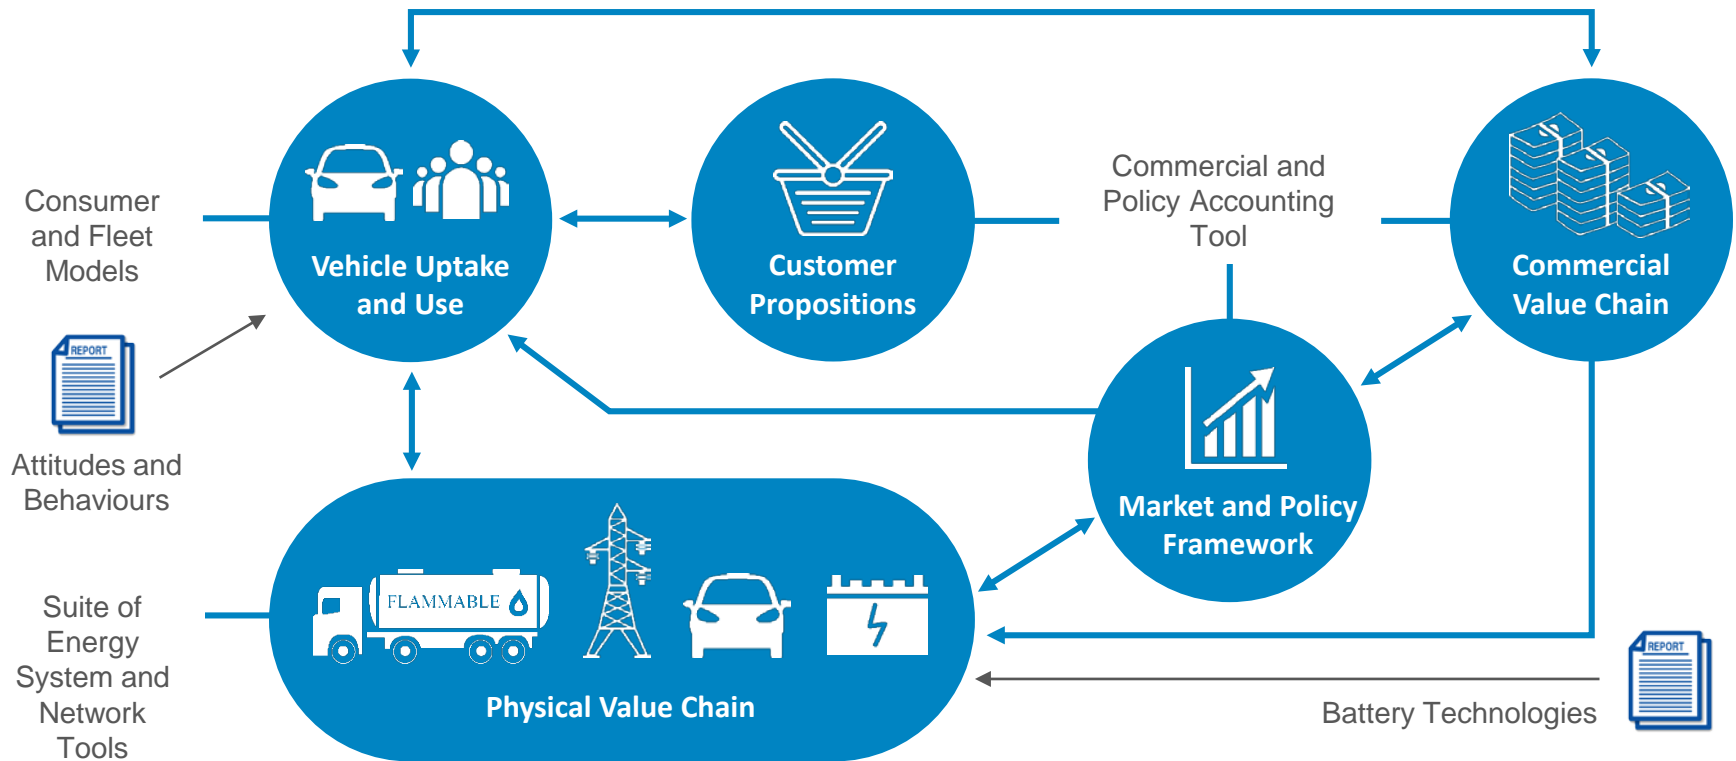 Consumer
and Fleet
Models
Vehicle Uptake
and Use
Customer
Propositions
Commercial and
Policy Accounting
Tool
Commercial
Value Chain
REPORT
Attitudes and
Behaviours
Market and Policy
Framework
Suite of
Energy
System and
Network
Tools
FLAMMABLE
Physical Value Chain
REPORT
Battery Technologies